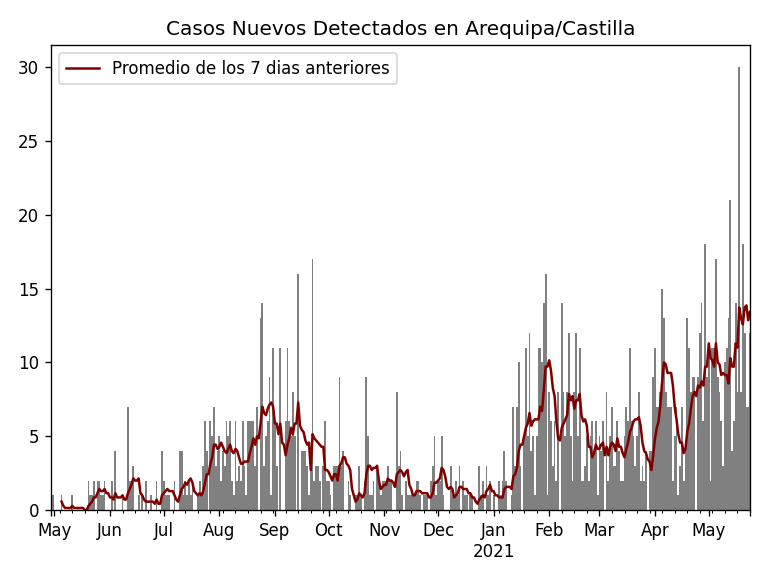 Casos Nuevos Detectados en Arequipa/Castilla
Promedio de los 7 dias anteriores
30
25
20
15
10
5
0
May Jun Jul Aug Sep Oct Nov Dec Jan Feb Mar Apr May
2021